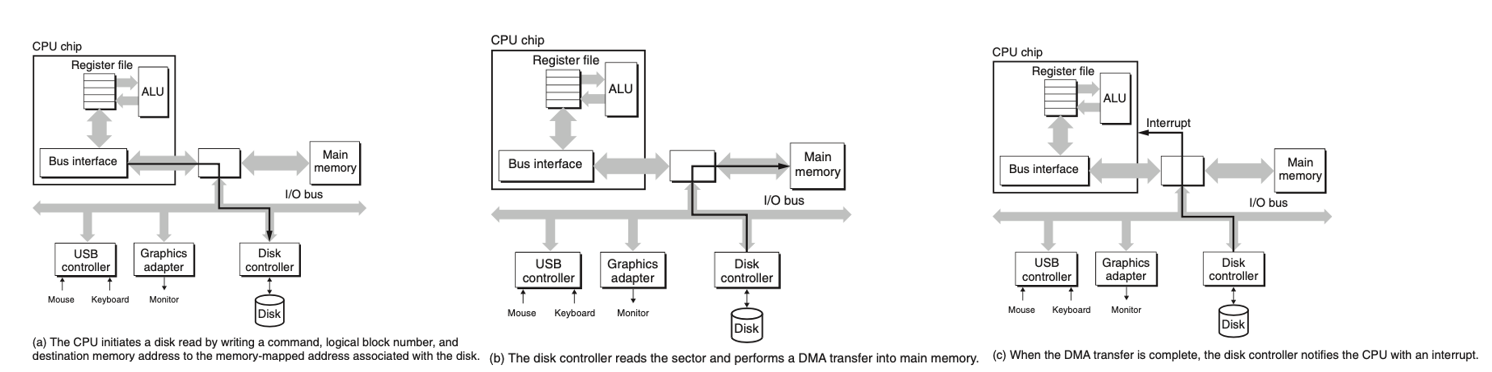 CPU chip
Register file
ALU
Bus interface
Main
memory
I/O bus
USB
controller
Graphics
adapter
Disk
controller
Mouse
Keyboard
Monitor
Disk
(a) The CPU initiates a disk read by writing a command, logical block number, and
destination memory address to the memory-mapped address associated with the disk.
CPU chip
Register file
ALU
Bus interface
Main
memory
I/O bus
USB
controller
Graphics
adapter
Disk
controller
Mouse
Keyboard
Monitor
Disk
(b) The disk controller reads the sector and performs a DMA transfer into main memory.
CPU chip
Register file
ALU
Interrupt
Bus interface
Main
memory
I/O bus
USB
controller
Graphics
adapter
Disk
controller
Mouse
Keyboard
Monitor
Disk
(c) When the DMA transfer is complete, the disk controller notifies the CPU with an interrupt.